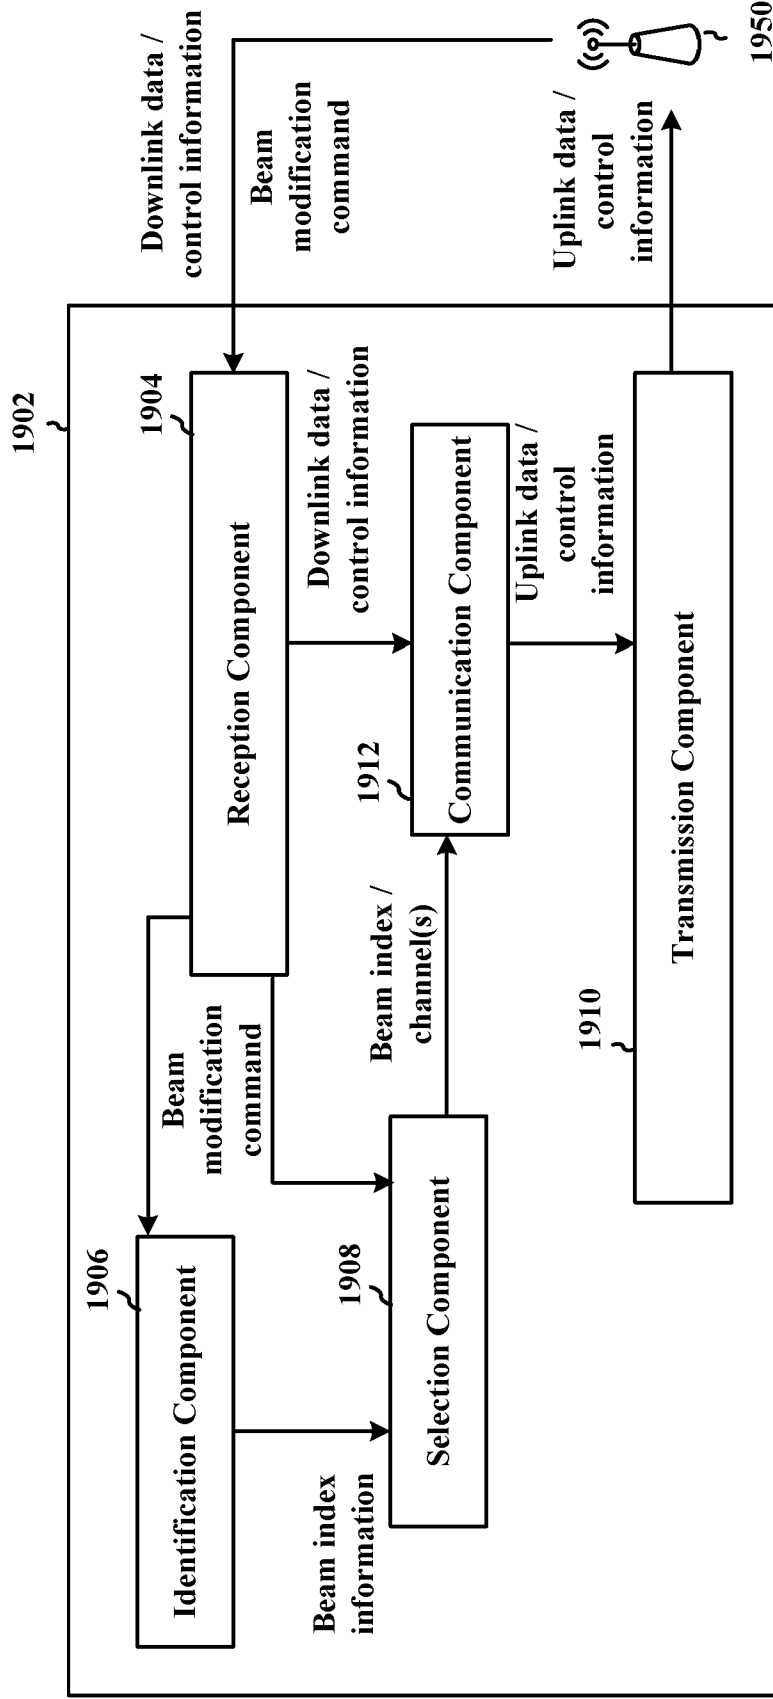 1902
Downlink data /
control information
Beam
modification
command
1904
Reception Component
Beam
modification
command
1906
Identification Component
Beam index
information
1908
Selection Component
Beam index /
channel(s)
Downlink data /
control information
1912
Communication Component
Uplink data /
control
information
1910
Transmission Component
Uplink data /
control
information
1950